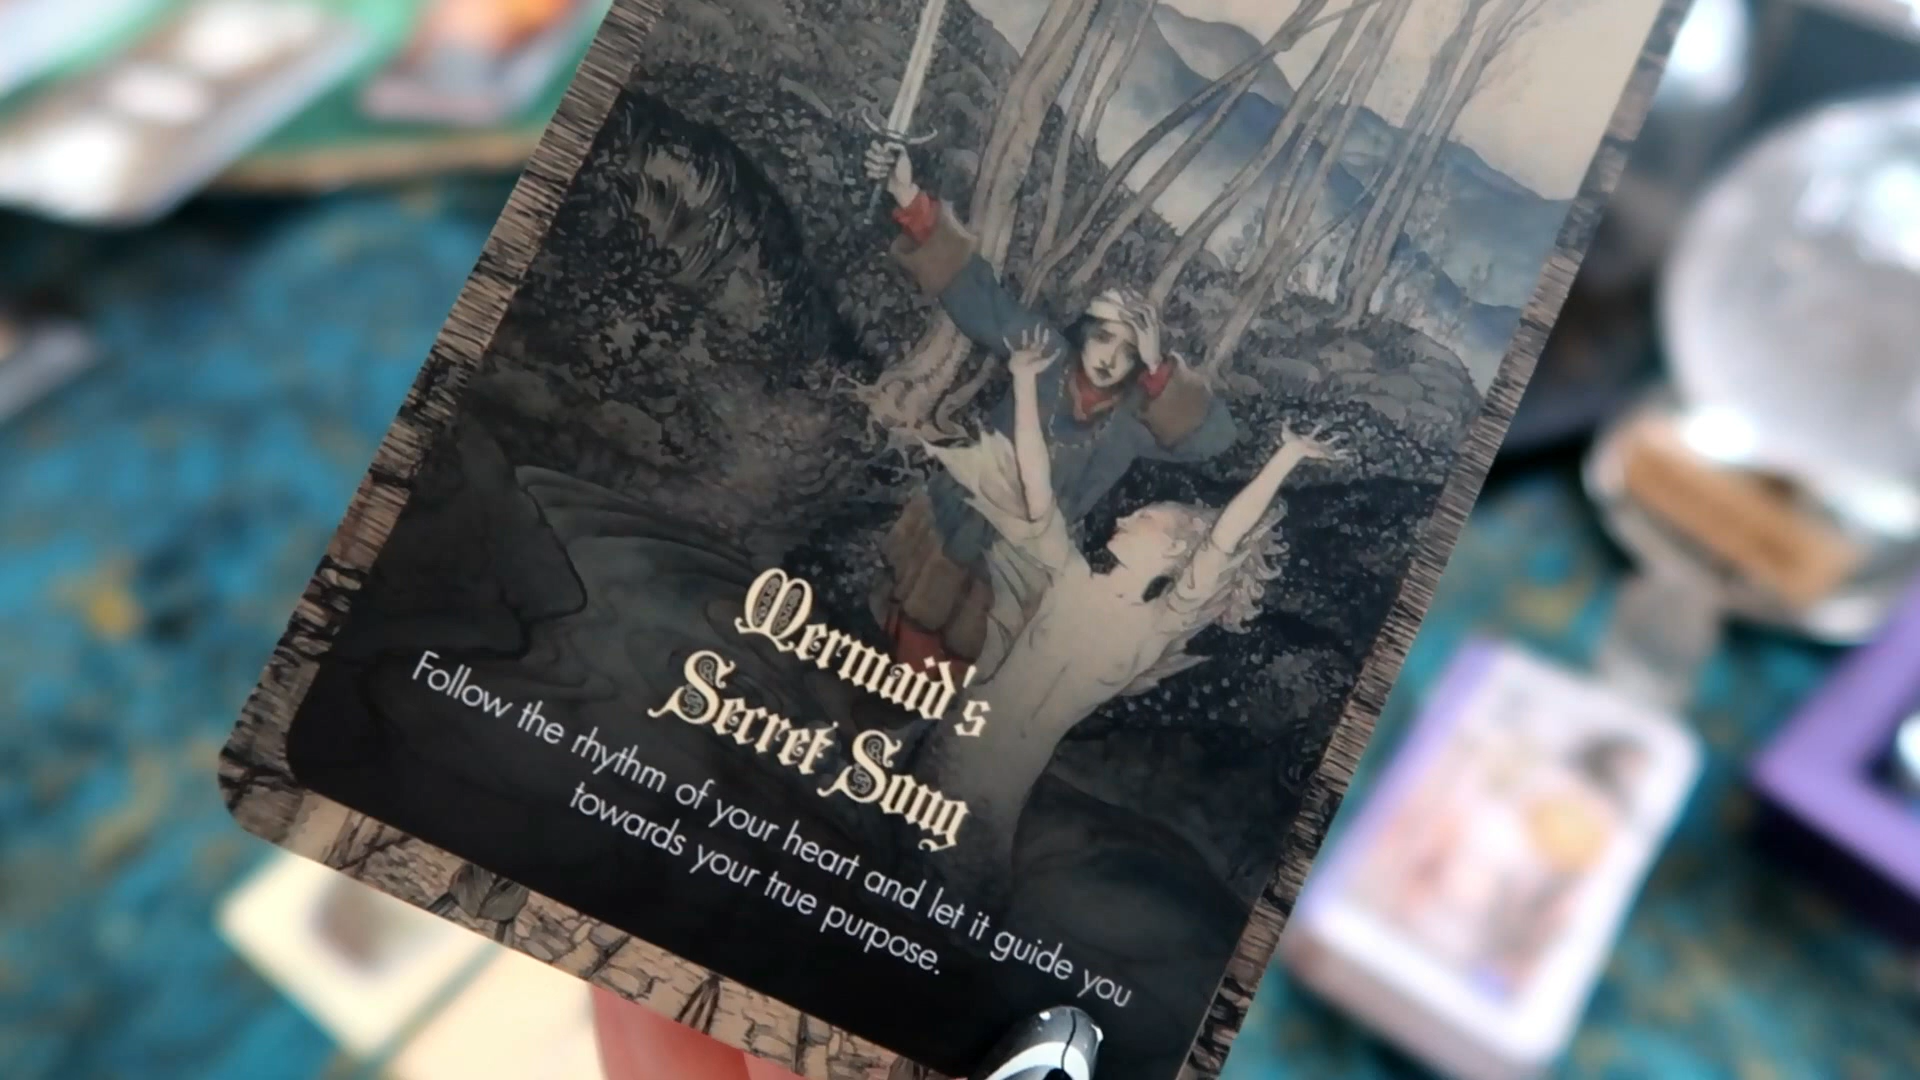 Mermaid's
Secret Song
Follow the rhythm of your heart and let it guide you
towards your true purpose.